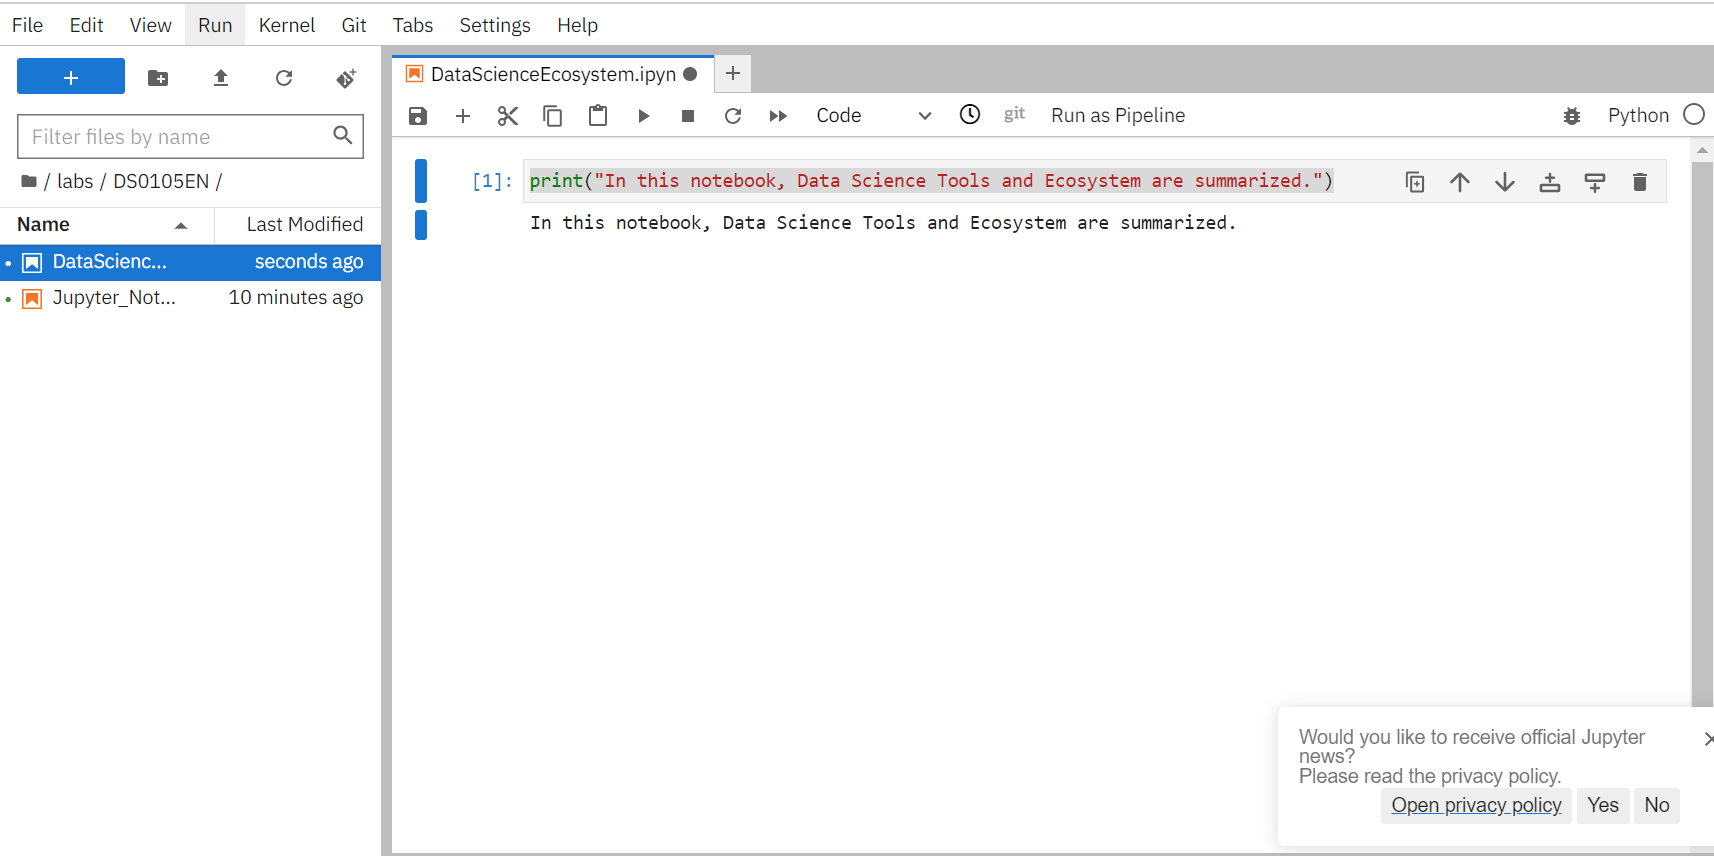 File Edit View Run Kernel Git Tabs Settings Help
DataScienceEcosystem.ipyn
Code git Run as Pipeline Python
Filter files by name
/ labs / DS0105EN /
Name Last Modified
DataScienc... seconds ago
Jupyter_Not... 10 minutes ago
[1]: print("In this notebook, Data Science Tools and Ecosystem are summarized.")
In this notebook, Data Science Tools and Ecosystem are summarized.
Would you like to receive official Jupyter
news?
Please read the privacy policy.
Open privacy policy Yes No